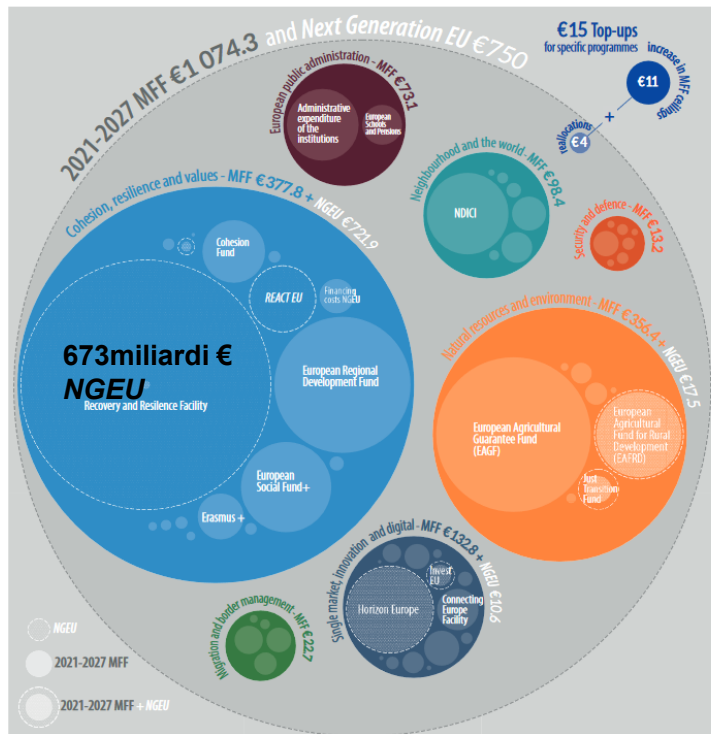 2021-2027 MFF €1 074.3 and Next Generation EU €750
€15 Top-ups
for specific programmes
increase in MFF ceilings
€11
+
reallocations
€4
European public administration - MFF €73.1
Administrative
expenditure
of the
institutions
European
Schools
and Pensions
Neighbourhood and the world - MFF €98.4
NDICI
Security and defence - MFF €13.2
Cohesion, resilience and values - MFF €377.8 + NGEU €721.9
Cohesion
Fund
REACT EU
Financing
costs NGEU
673miliardi €
NGEU
Recovery and Resilence Facility
European Regional
Development Fund
European
Social Fund+
Erasmus +
Natural resources and environment - MFF €356.4 + NGEU €17.5
European Agricultural
Guarantee Fund
(EAGF)
European
Agricultural
Fund for Rural
Development
(EAFRD)
Just
Transition
Fund
Single market, innovation and digital - MFF €132.8 + NGEU €10.6
Invest
EU
Horizon Europe
Connecting
Europe
Facility
Migration and border management - MFF €22.7
NGEU
2021-2027 MFF
2021-2027 MFF + NGEU